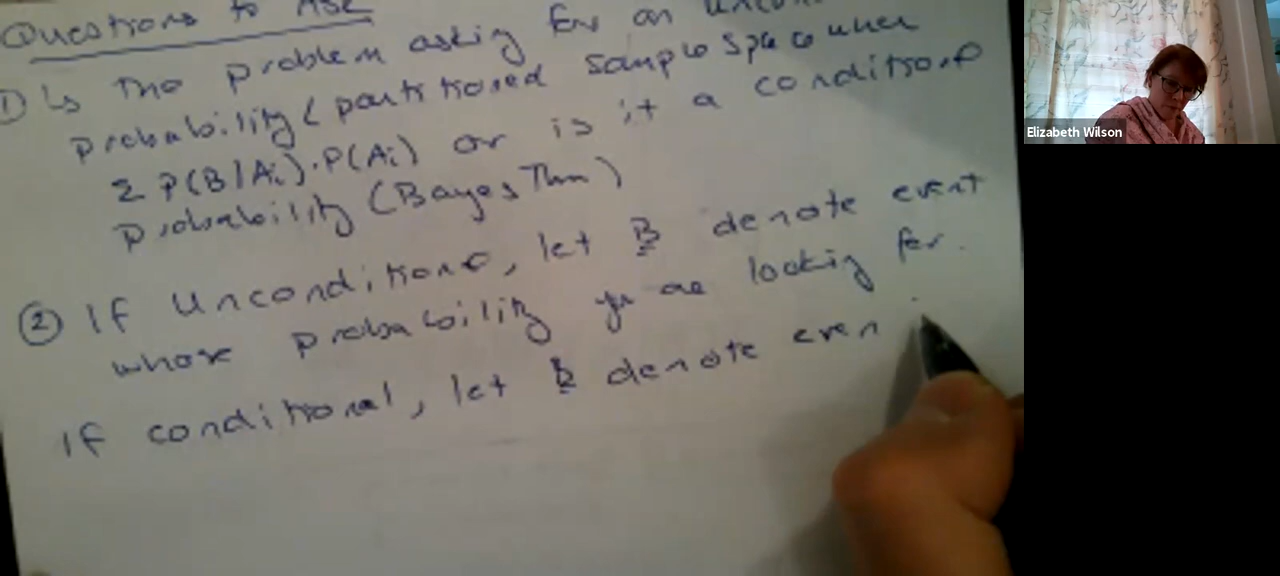 Questions to Ask
① Is the problem asking for an
probability (partitioned sample space when
Σ P(B|Ai)·P(Ai) or is it a conditional
probability (Bayes Thm)
② If Unconditional, let B denote event
whose probability you are looking for.
If conditional, let B denote even
Elizabeth Wilson